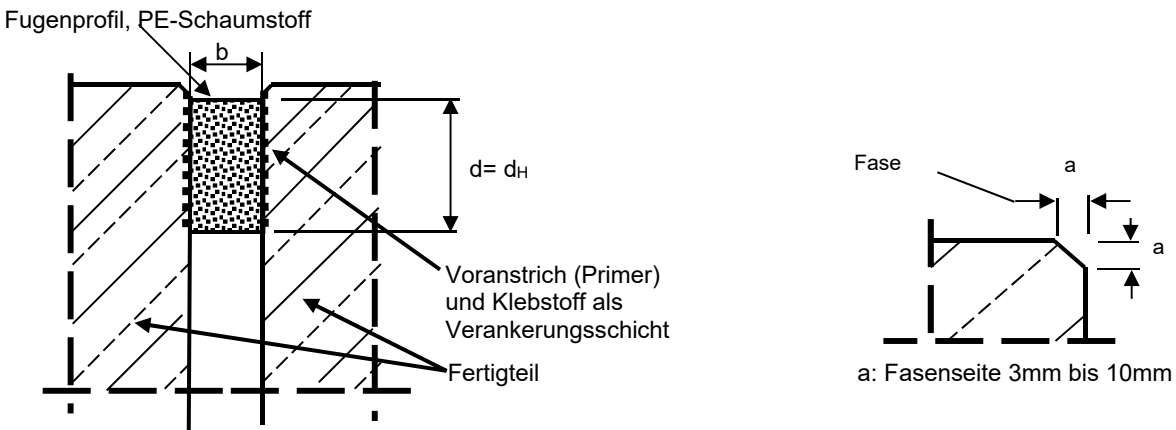 Fugenprofil, PE-Schaumstoff
b
d= dH
Voranstrich (Primer)
und Klebstoff als
Verankerungsschicht
Fertigteil
Fase
a
a
a: Fasenseite 3mm bis 10mm